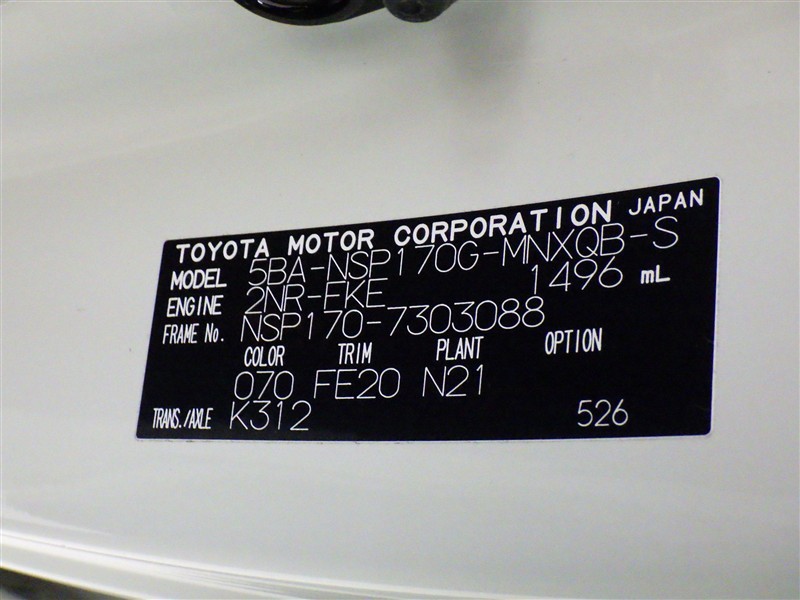 TOYOTA MOTOR CORPORATION JAPAN
MODEL 5BA-NSP170G-MNXQB-S
ENGINE 2NR-FKE 1496 mL
FRAME No. NSP170-7303088
COLOR TRIM PLANT OPTION
070 FE20 N21
TRANS./AXLE K312 526